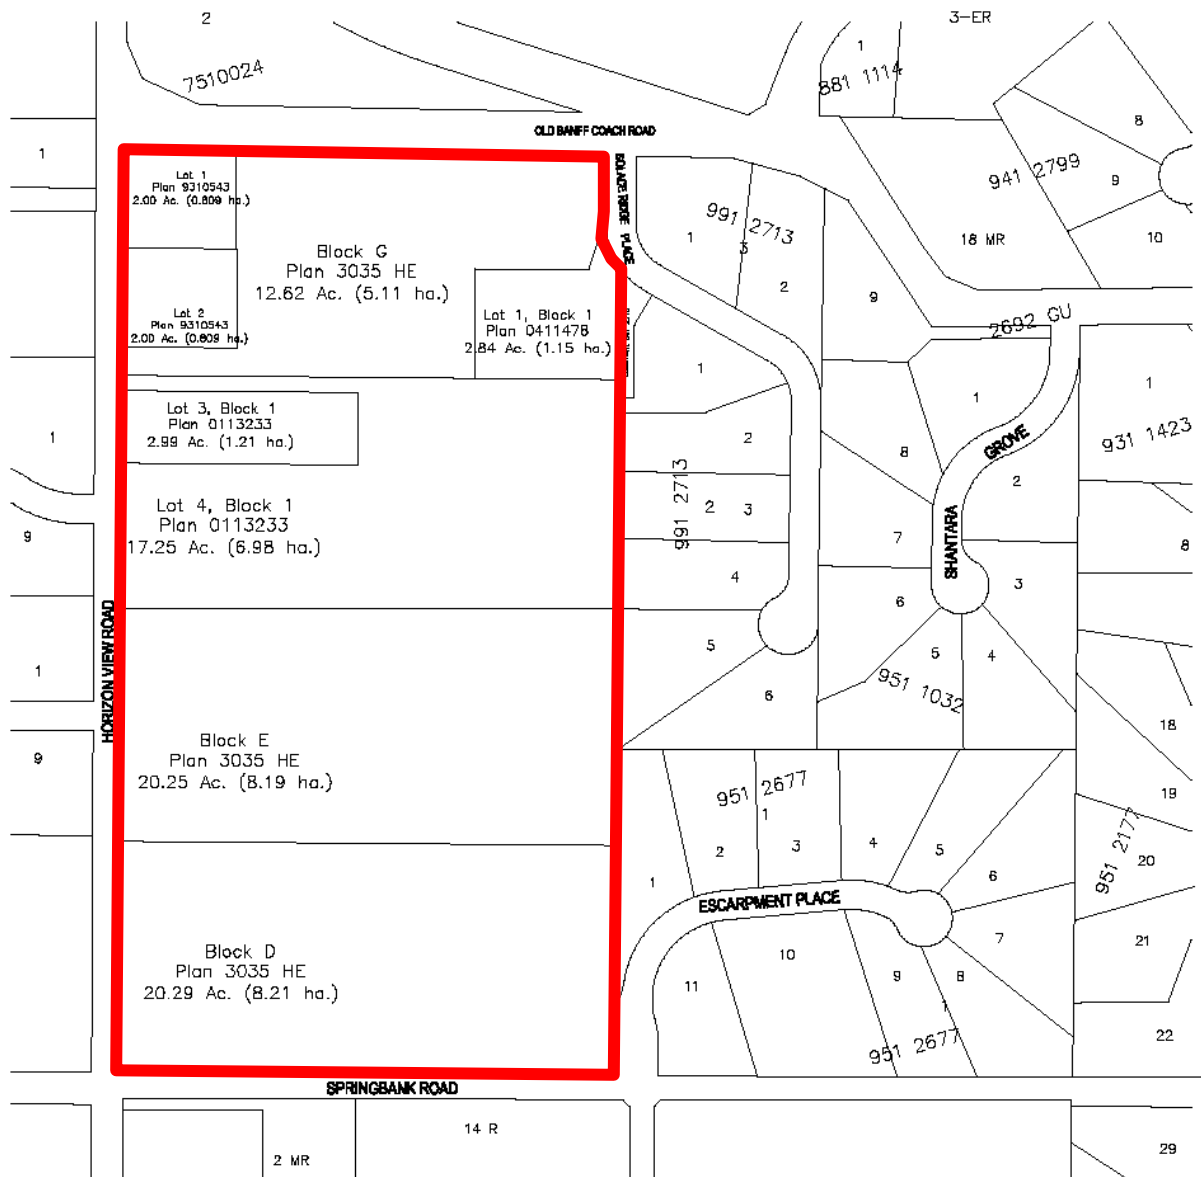 2
3-ER
7510024
1
881 1114
8
OLD BANFF COACH ROAD
1
941 2799
9
Lot 1
Plan 9310543
2.00 Ac. (0.809 ha.)
SOLACE RIDGE PLACE
991 2713
1
3
2
18 MR
10
Block G
Plan 3035 HE
12.62 Ac. (5.11 ha.)
9
Lot 2
Plan 9310543
2.00 Ac. (0.809 ha.)
Lot 1, Block 1
Plan 0411478
2.84 Ac. (1.15 ha.)
2692 GU
1
1
1
Lot 3, Block 1
Plan 0113233
2.99 Ac. (1.21 ha.)
1
2
8
GROVE
931 1423
991 2713
2
3
2
Lot 4, Block 1
Plan 0113233
17.25 Ac. (6.98 ha.)
9
7
SHANTARA
8
4
6
3
HORIZON VIEW ROAD
1
5
6
5
4
951 1032
18
9
Block E
Plan 3035 HE
20.25 Ac. (8.19 ha.)
951 2677
1
19
2
3
4
5
951 2177
20
1
6
ESCARPMENT PLACE
7
21
Block D
Plan 3035 HE
20.29 Ac. (8.21 ha.)
11
10
9
8
1
951 2677
22
SPRINGBANK ROAD
14 R
2 MR
29